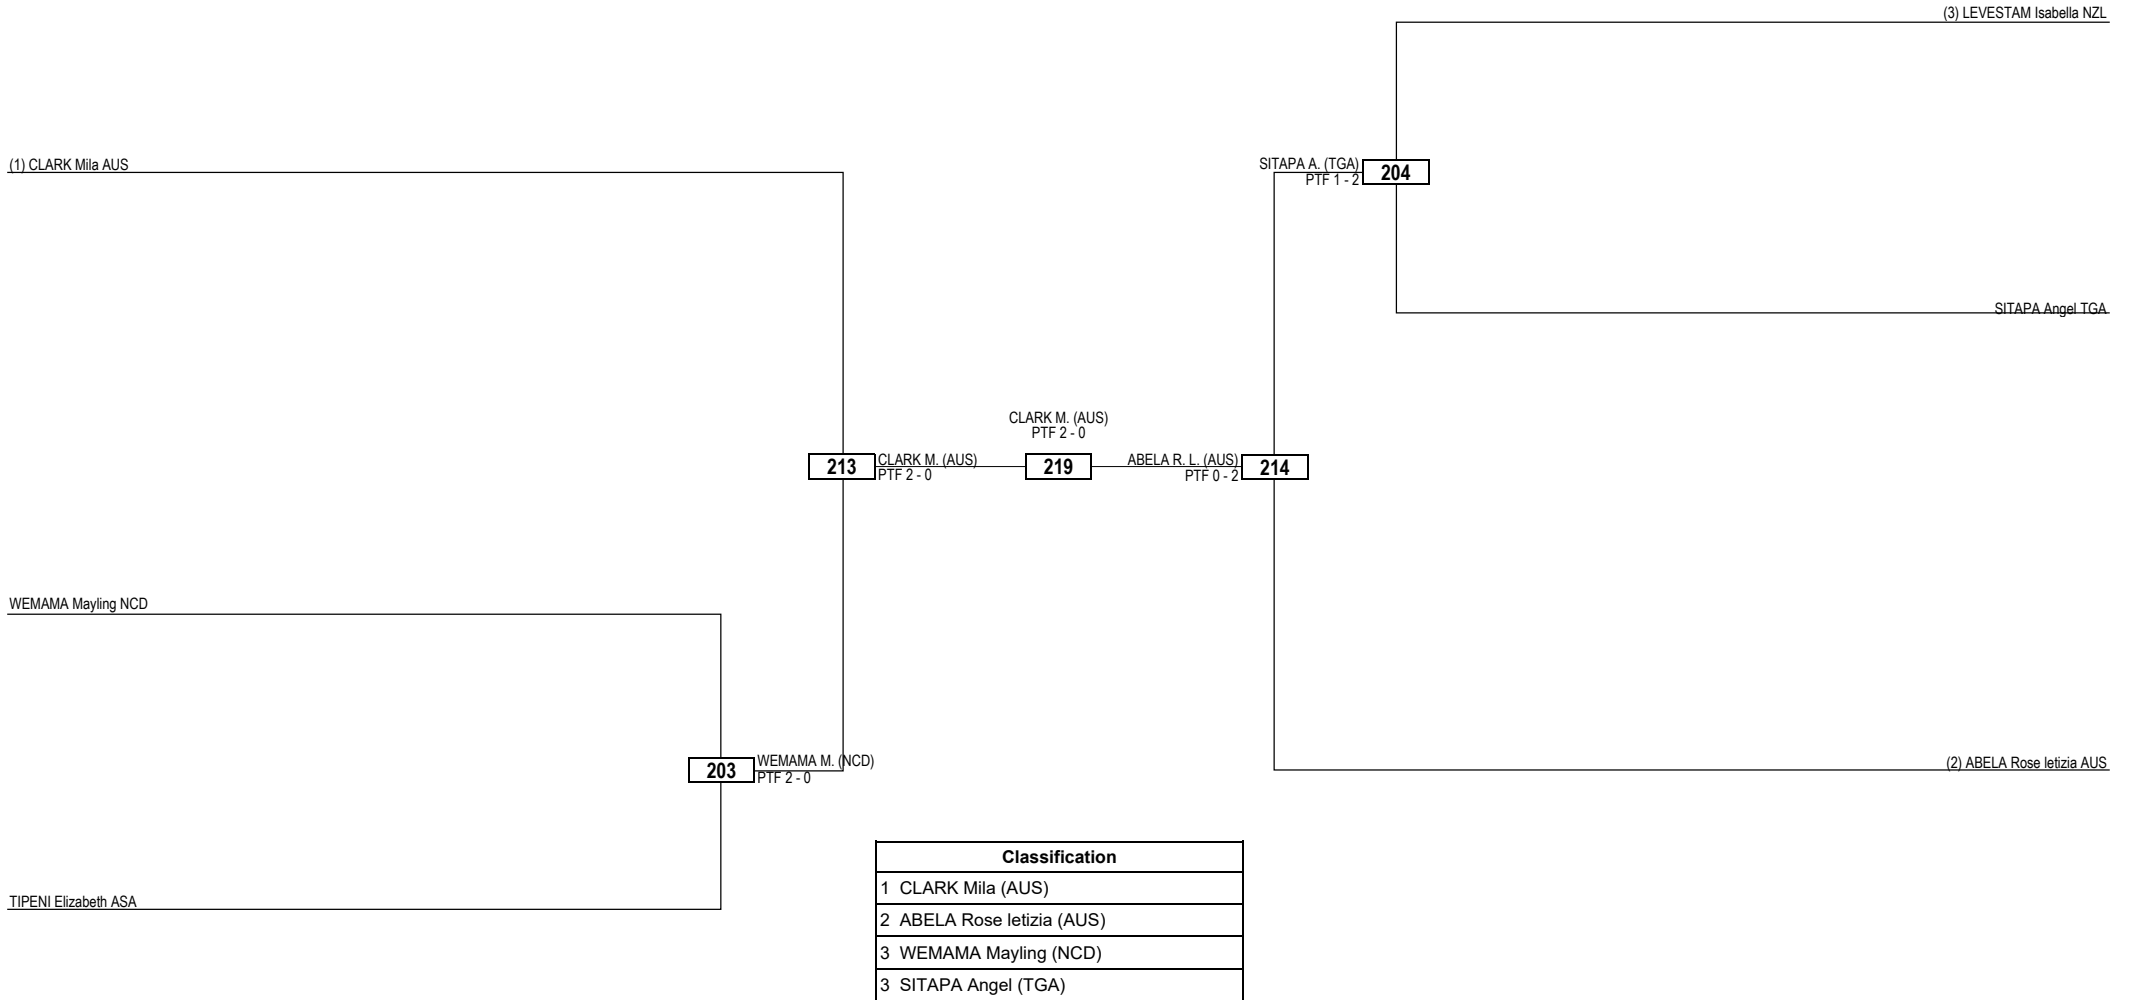 (3) LEVESTAM Isabella NZL
(1) CLARK Mila AUS
SITAPA A. (TGA)
PTF 1 - 2
204
SITAPA Angel TGA
CLARK M. (AUS)
PTF 2 - 0
213
CLARK M. (AUS)
PTF 2 - 0
219
ABELA R. L. (AUS)
PTF 0 - 2
214
WEMAMA Mayling NCD
203
WEMAMA M. (NCD)
PTF 2 - 0
(2) ABELA Rose letizia AUS
TIPENI Elizabeth ASA
Classification
1 CLARK Mila (AUS)
2 ABELA Rose letizia (AUS)
3 WEMAMA Mayling (NCD)
3 SITAPA Angel (TGA)